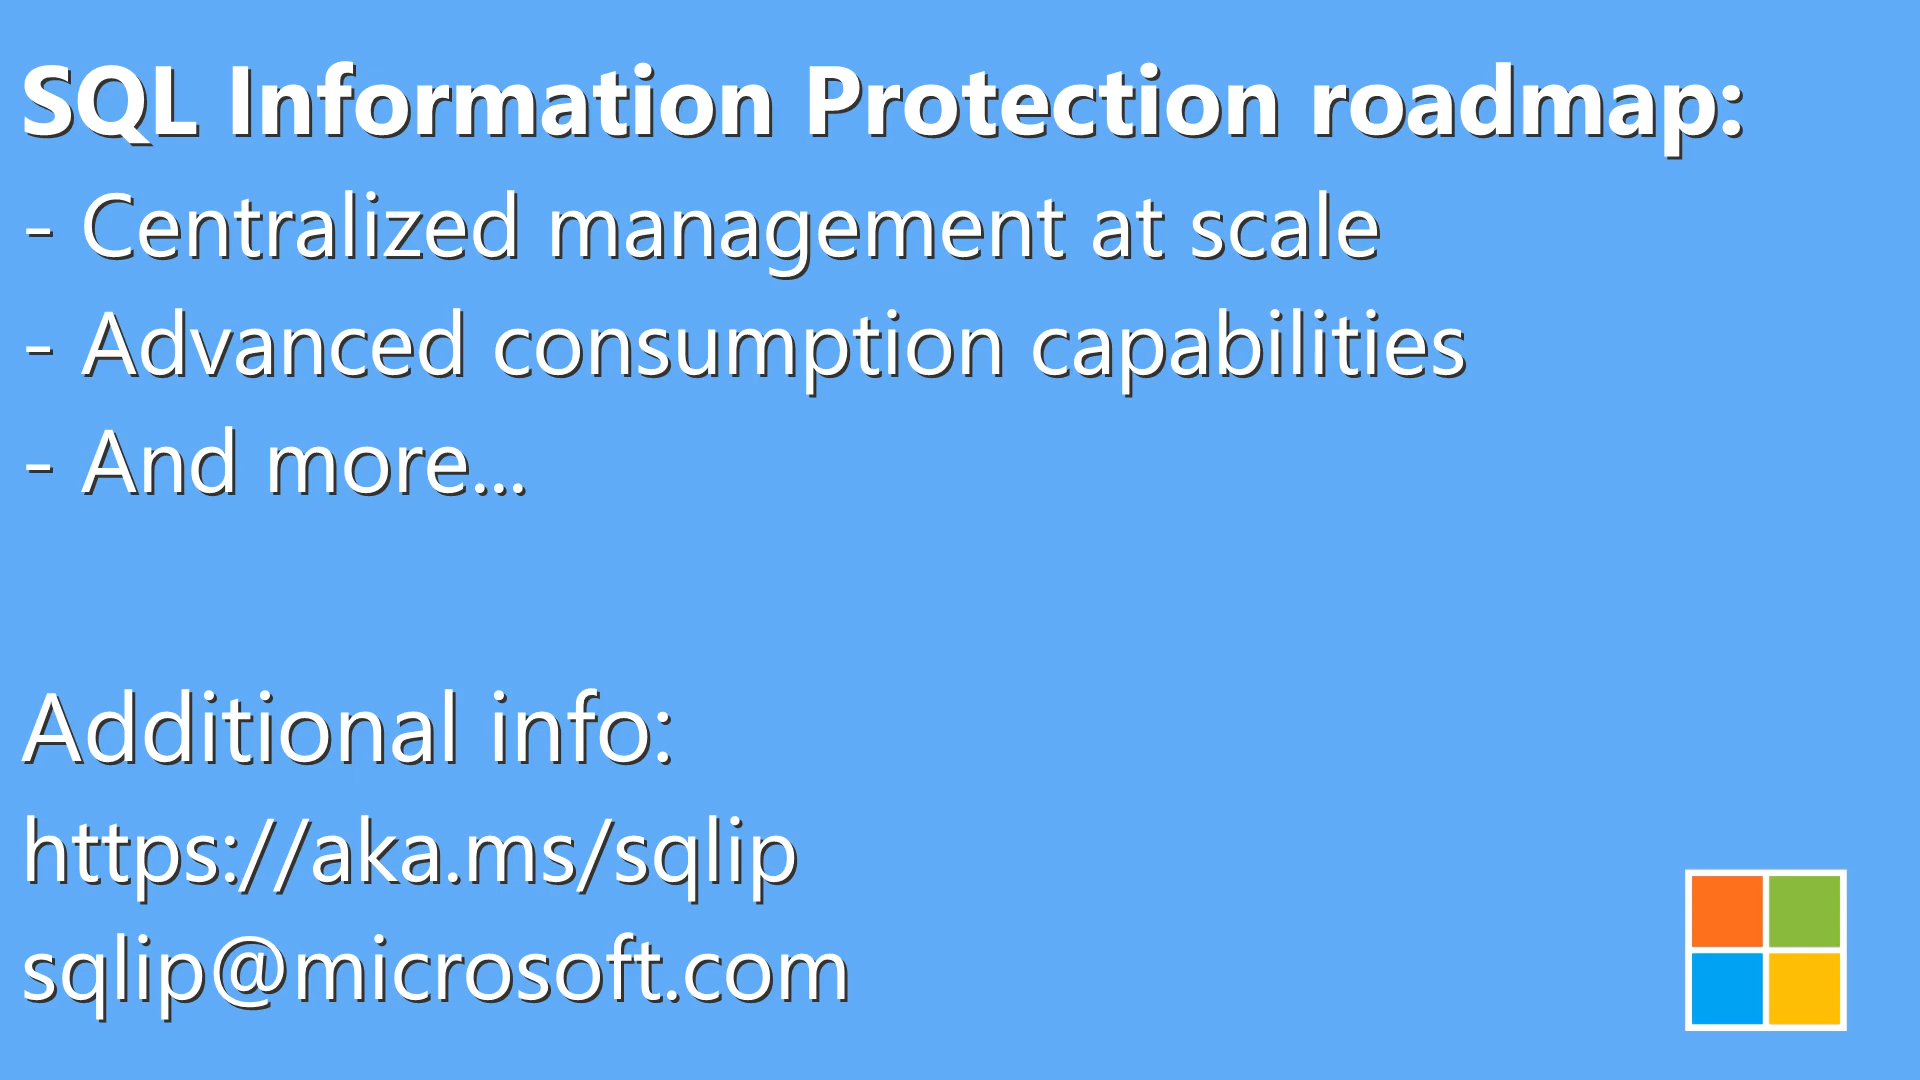 SQL Information Protection roadmap:
- Centralized management at scale
- Advanced consumption capabilities
- And more...
Additional info:
https://aka.ms/sqlip
sqlip@microsoft.com